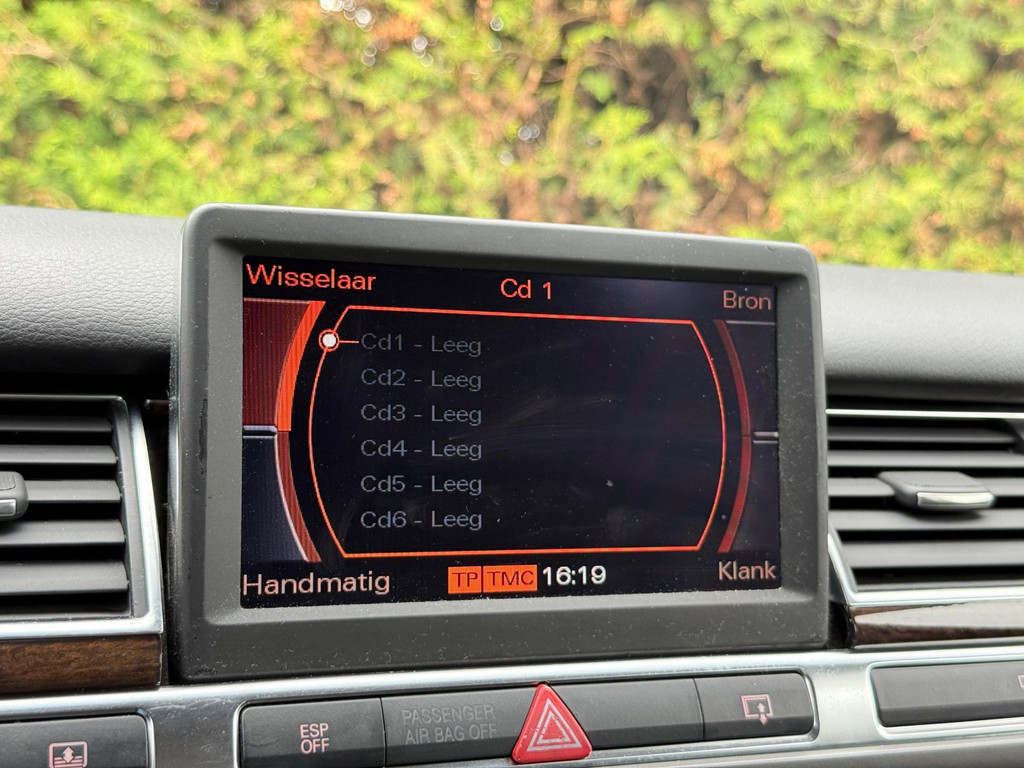 Wisselaar
Cd 1
Bron
Cd1 - Leeg
Cd2 - Leeg
Cd3 - Leeg
Cd4 - Leeg
Cd5 - Leeg
Cd6 - Leeg
Handmatig
TP TMC 16:19
Klank
ESP
OFF
PASSENGER
AIR BAG OFF